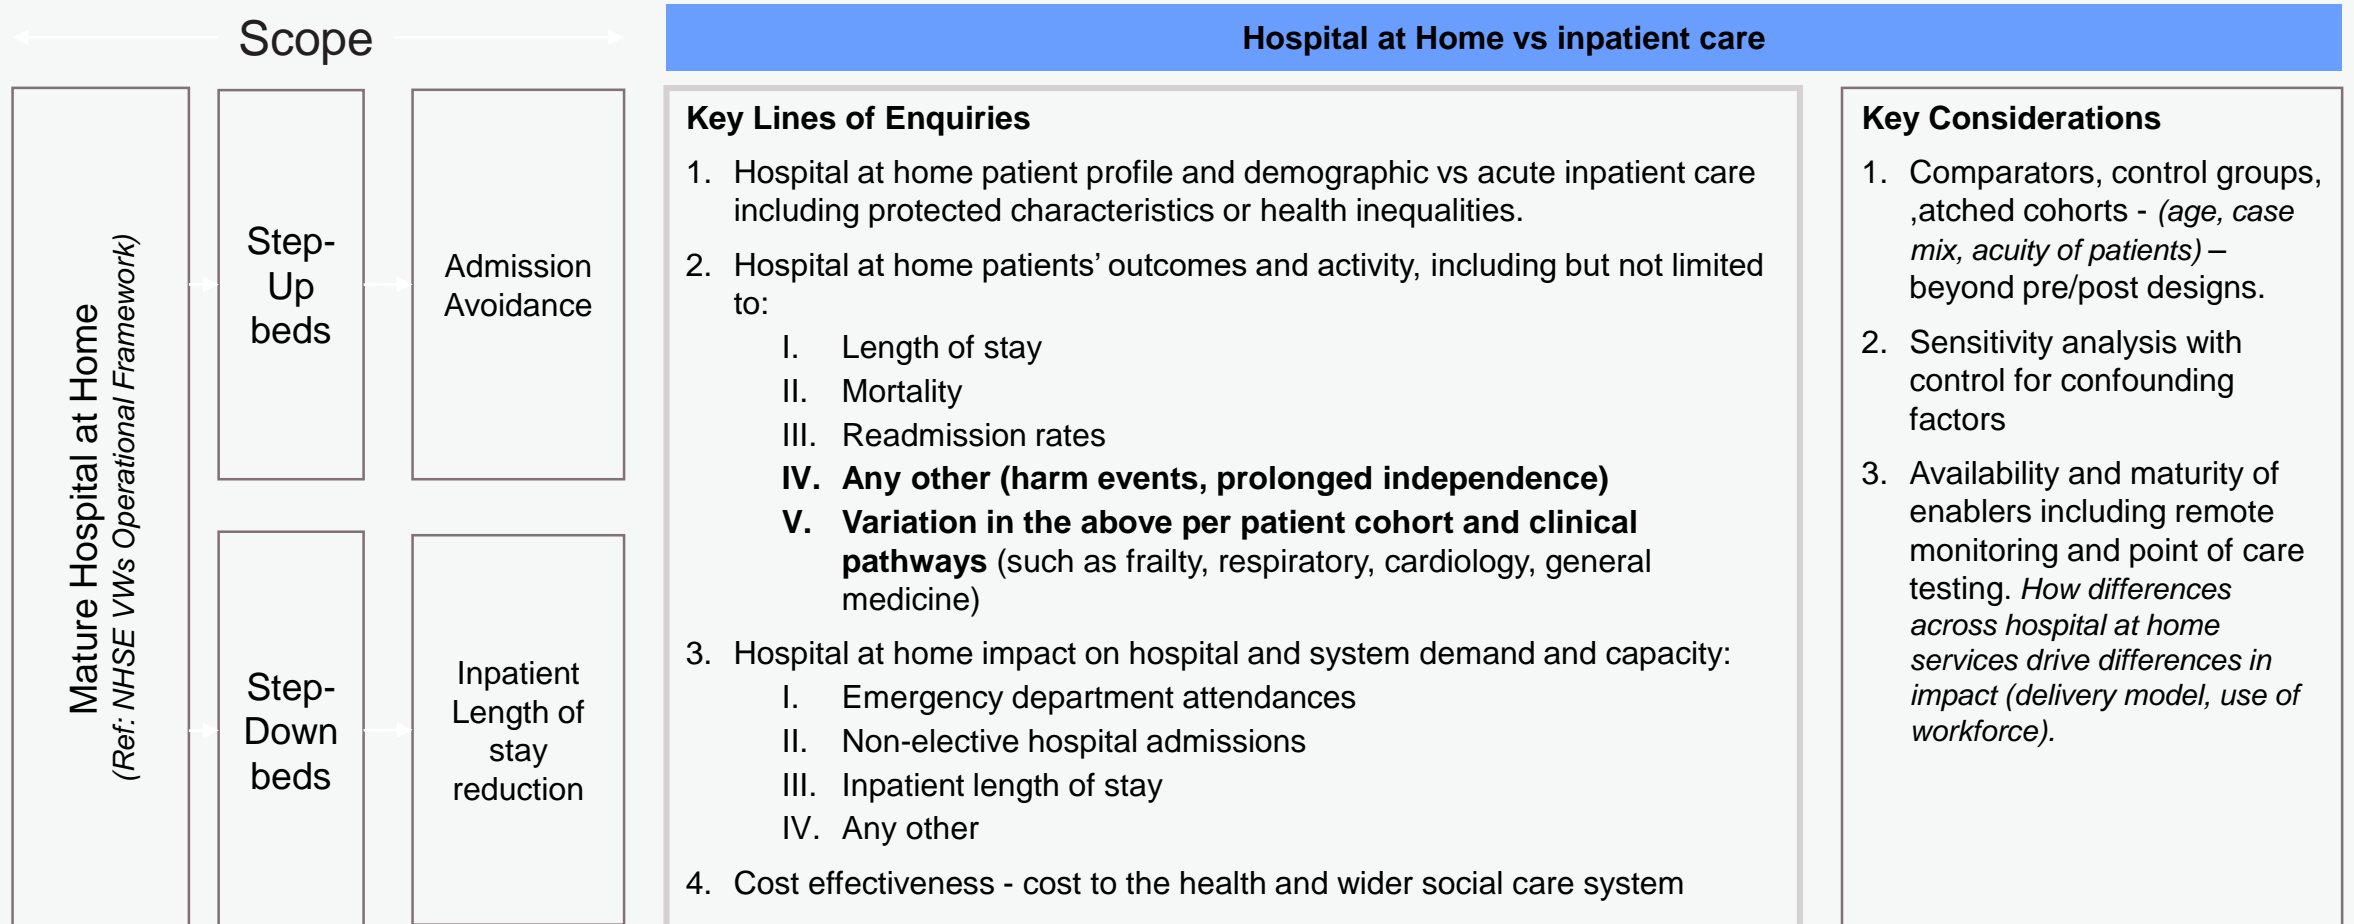 Scope
Hospital at Home vs inpatient care
Mature Hospital at Home
(Ref: NHSE VWs Operational Framework)
Step-
Up
beds
Admission
Avoidance
Step-
Down
beds
Inpatient
Length of
stay
reduction
Key Lines of Enquiries
1. Hospital at home patient profile and demographic vs acute inpatient care
including protected characteristics or health inequalities.
2. Hospital at home patients’ outcomes and activity, including but not limited
to:
I. Length of stay
II. Mortality
III. Readmission rates
IV. Any other (harm events, prolonged independence)
V. Variation in the above per patient cohort and clinical
pathways (such as frailty, respiratory, cardiology, general
medicine)
3. Hospital at home impact on hospital and system demand and capacity:
I. Emergency department attendances
II. Non-elective hospital admissions
III. Inpatient length of stay
IV. Any other
4. Cost effectiveness - cost to the health and wider social care system
Key Considerations
1. Comparators, control groups,
,atched cohorts - (age, case
mix, acuity of patients) –
beyond pre/post designs.
2. Sensitivity analysis with
control for confounding
factors
3. Availability and maturity of
enablers including remote
monitoring and point of care
testing. How differences
across hospital at home
services drive differences in
impact (delivery model, use of
workforce).